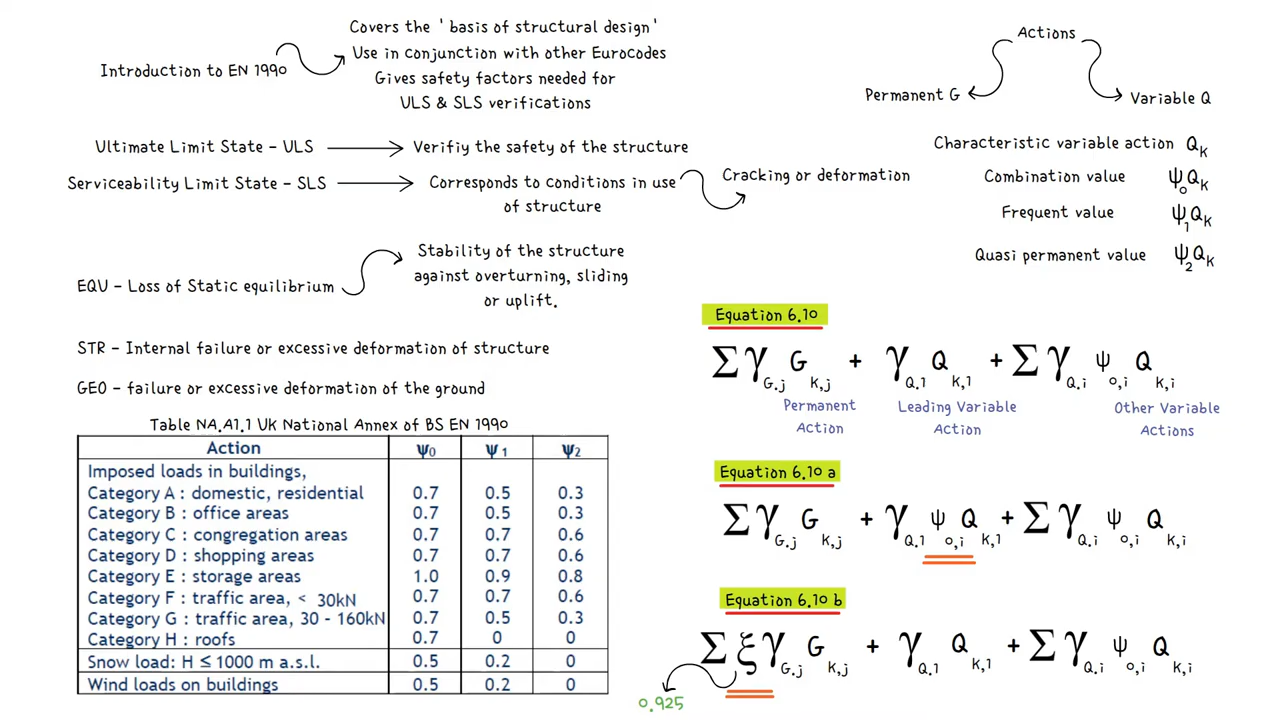 Introduction to EN 1990
Covers the 'basis of structural design'
Use in conjunction with other Eurocodes
Gives safety factors needed for
ULS & SLS verifications
Ultimate Limit State - ULS
Verifiy the safety of the structure
Serviceability Limit State - SLS
Corresponds to conditions in use
of structure
Cracking or deformation
EQU - Loss of Static equilibrium
Stability of the structure
against overturning, sliding
or uplift.
STR - Internal failure or excessive deformation of structure
GEO - failure or excessive deformation of the ground
Table NA.A1.1 Uk National Annex of BS EN 1990
Action ψ0 ψ1 ψ2
Imposed loads in buildings,
Category A : domestic, residential 0.7 0.5 0.3
Category B : office areas 0.7 0.5 0.3
Category C : congregation areas 0.7 0.7 0.6
Category D : shopping areas 0.7 0.7 0.6
Category E : storage areas 1.0 0.9 0.8
Category F : traffic area, < 30kN 0.7 0.7 0.6
Category G : traffic area, 30 - 160kN 0.7 0.5 0.3
Category H : roofs 0.7 0 0
Snow load: H ≤ 1000 m a.s.l. 0.5 0.2 0
Wind loads on buildings 0.5 0.2 0
Actions
Permanent G
Variable Q
Characteristic variable action Qk
Combination value ψ0Qk
Frequent value ψ1Qk
Quasi permanent value ψ2Qk
Equation 6.10
Σ γG.j Gk,j + γQ.1 Qk,1 + Σ γQ.i ψ0,i Qk,i
Permanent Action
Leading Variable Action
Other Variable Actions
Equation 6.10 a
Σ γG.j Gk,j + γQ.1 ψ0,i Qk,1 + Σ γQ.i ψ0,i Qk,i
Equation 6.10 b
Σ ξ γG.j Gk,j + γQ.1 Qk,1 + Σ γQ.i ψ0,i Qk,i
0.925